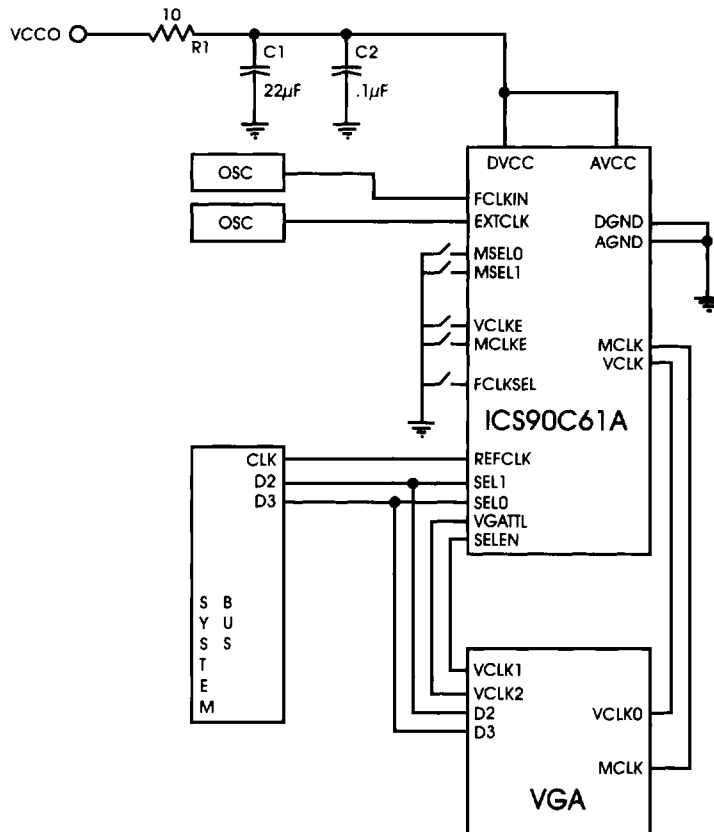 10
VCCO
R1
C1
C2
22µF
.1µF
DVCC
AVCC
OSC
FCLKIN
OSC
EXTCLK
DGND
AGND
MSEL0
MSEL1
VCLKE
MCLKE
MCLK
VCLK
FCLKSEL
ICS90C61A
CLK
REFCLK
D2
SEL1
D3
SEL0
VGATTL
SELEN
SYSTEM
BUS
VCLK1
VCLK2
D2
VCLK0
D3
MCLK
VGA